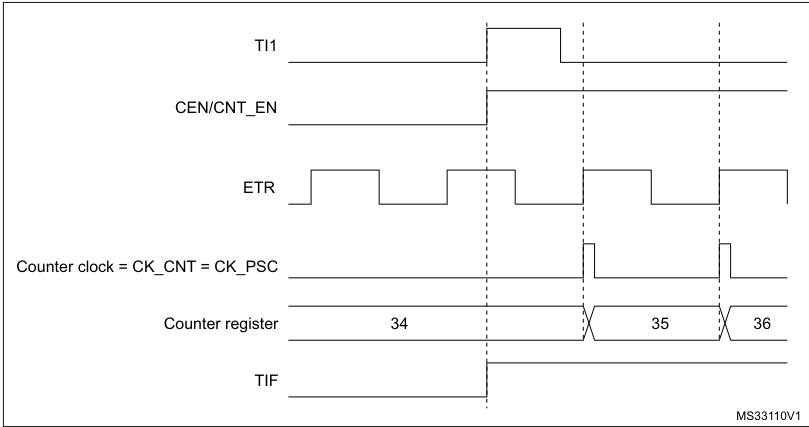 TI1
CEN/CNT_EN
ETR
Counter clock = CK_CNT = CK_PSC
Counter register 34 35 36
TIF
MS33110V1